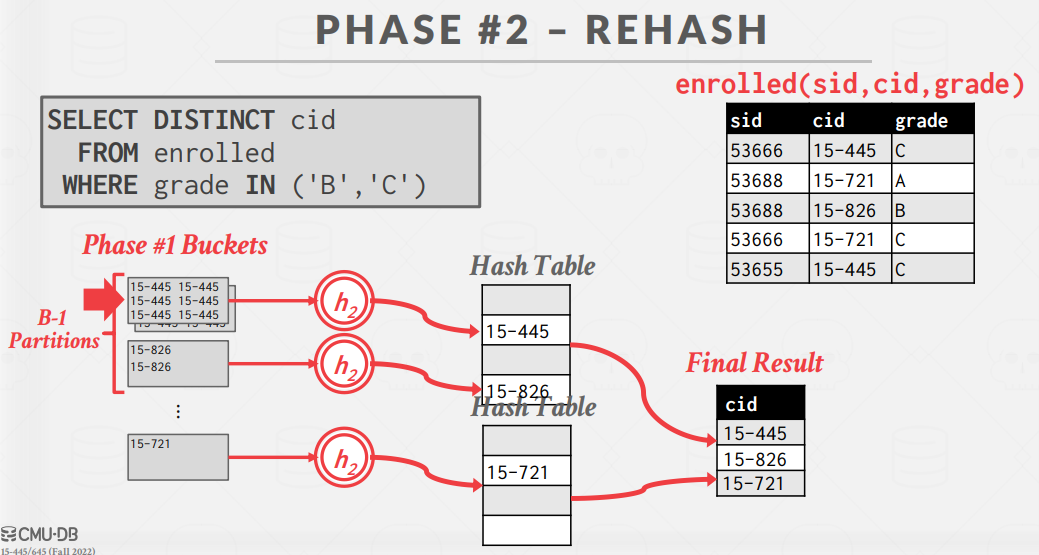 PHASE #2 – REHASH
SELECT DISTINCT cid
FROM enrolled
WHERE grade IN ('B','C')
enrolled(sid,cid,grade)
sid cid grade
53666 15-445 C
53688 15-721 A
53688 15-826 B
53666 15-721 C
53655 15-445 C
Phase #1 Buckets
B-1
Partitions
15-445 15-445
15-445 15-445
15-445 15-445
15-445 15-445
15-826
15-826
⋮
15-721
h2
h2
h2
Hash Table
15-445
15-826
Hash Table
15-721
Final Result
cid
15-445
15-826
15-721
CMU·DB
15-445/645 (Fall 2022)